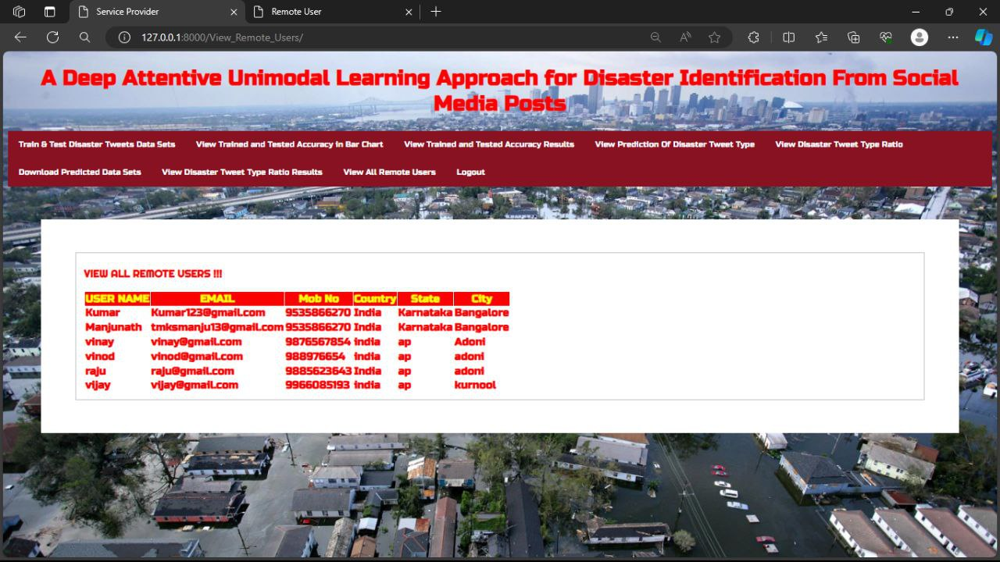 Service Provider
Remote User
127.0.0.1:8000/View_Remote_Users/
A Deep Attentive Unimodal Learning Approach for Disaster Identification From Social
Media Posts
Train & Test Disaster Tweets Data Sets View Trained and Tested Accuracy in Bar Chart View Trained and Tested Accuracy Results View Prediction Of Disaster Tweet Type View Disaster Tweet Type Ratio
Download Predicted Data Sets View Disaster Tweet Type Ratio Results View All Remote Users Logout
VIEW ALL REMOTE USERS !!!
USER NAME EMAIL Mob No Country State City
Kumar Kumar123@gmail.com 9535866270 India Karnataka Bangalore
Manjunath tmksmanju13@gmail.com 9535866270 India Karnataka Bangalore
vinay vinay@gmail.com 9876567854 india ap Adoni
vinod vinod@gmail.com 988976654 india ap adoni
raju raju@gmail.com 9885623643 India ap adoni
vijay vijay@gmail.com 9966085193 india ap kurnool